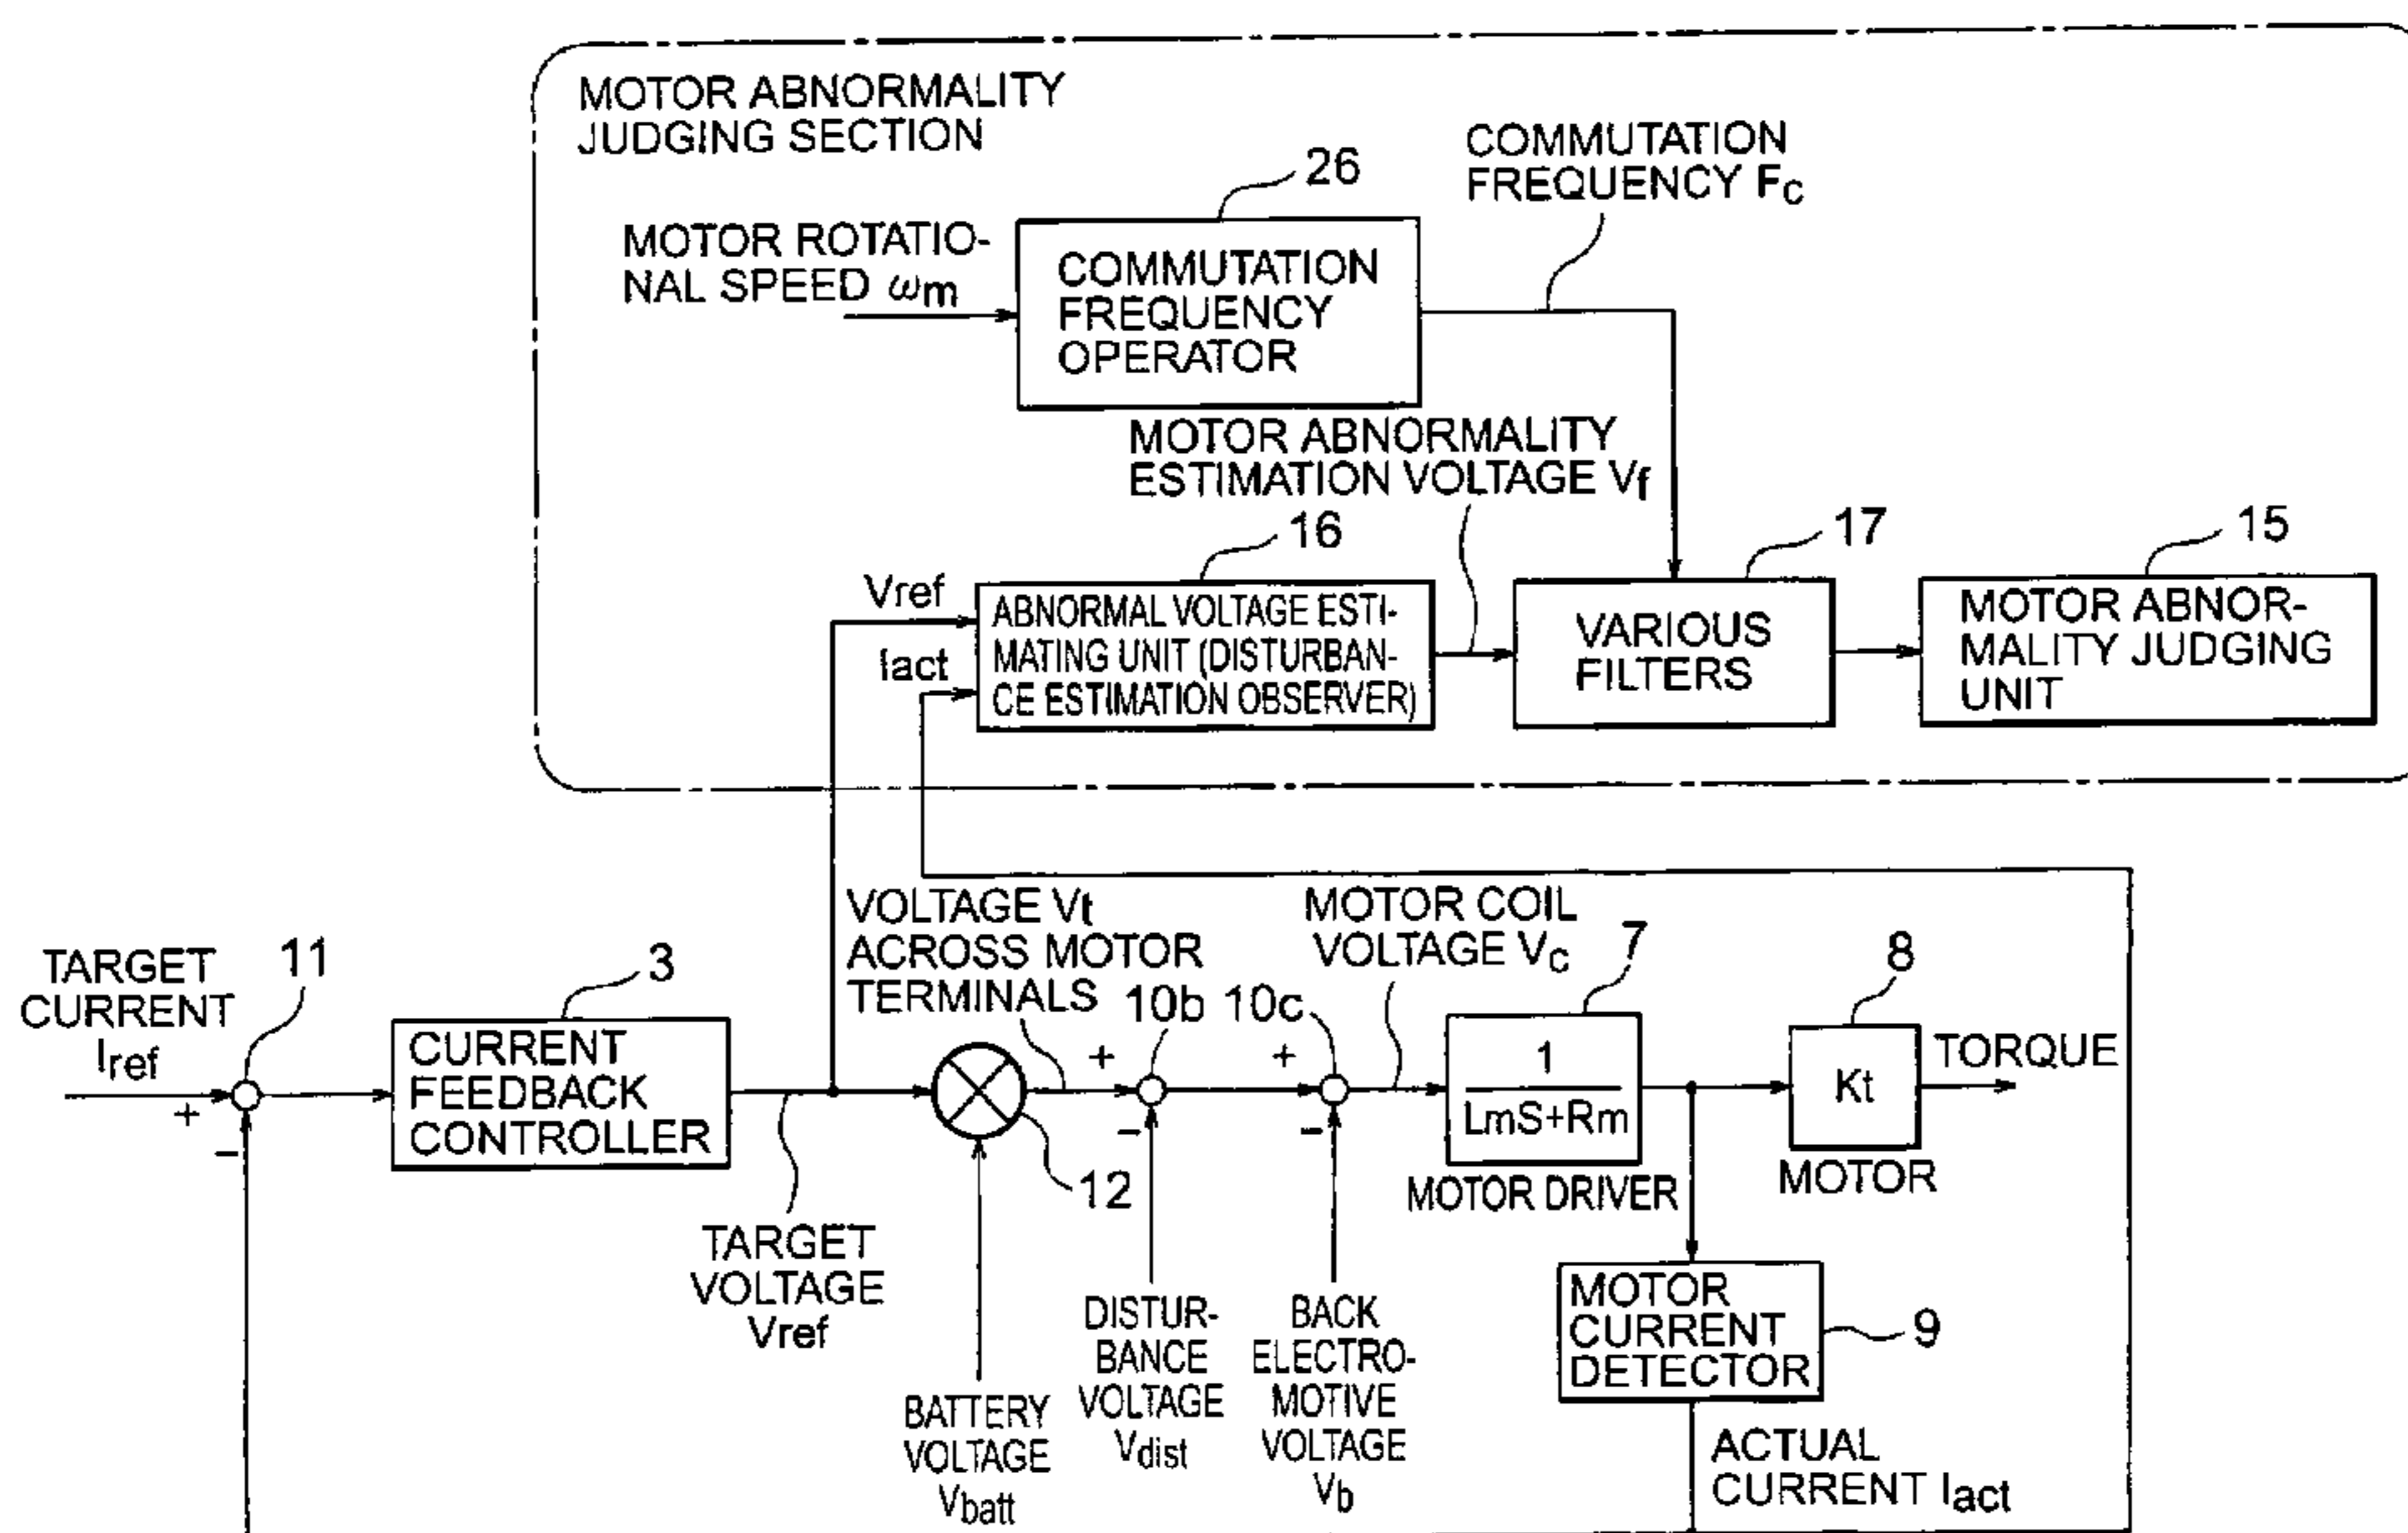 MOTOR ABNORMALITY
JUDGING SECTION
26
COMMUTATION
FREQUENCY Fc
MOTOR ROTATIO-
NAL SPEED ωm
COMMUTATION
FREQUENCY
OPERATOR
MOTOR ABNORMALITY
ESTIMATION VOLTAGE Vf
16
17
15
Vref
Iact
ABNORMAL VOLTAGE ESTI-
MATING UNIT (DISTURBAN-
CE ESTIMATION OBSERVER)
VARIOUS
FILTERS
MOTOR ABNOR-
MALITY JUDGING
UNIT
TARGET
CURRENT
Iref
11
+
-
3
CURRENT
FEEDBACK
CONTROLLER
VOLTAGE Vt
ACROSS MOTOR
TERMINALS
10b
10c
MOTOR COIL
VOLTAGE Vc
7
8
+
-
+
-
1
LmS+Rm
MOTOR DRIVER
Kt
MOTOR
TORQUE
12
TARGET
VOLTAGE
Vref
BATTERY
VOLTAGE
Vbatt
DISTUR-
BANCE
VOLTAGE
Vdist
BACK
ELECTRO-
MOTIVE
VOLTAGE
Vb
MOTOR
CURRENT
DETECTOR
9
ACTUAL
CURRENT Iact